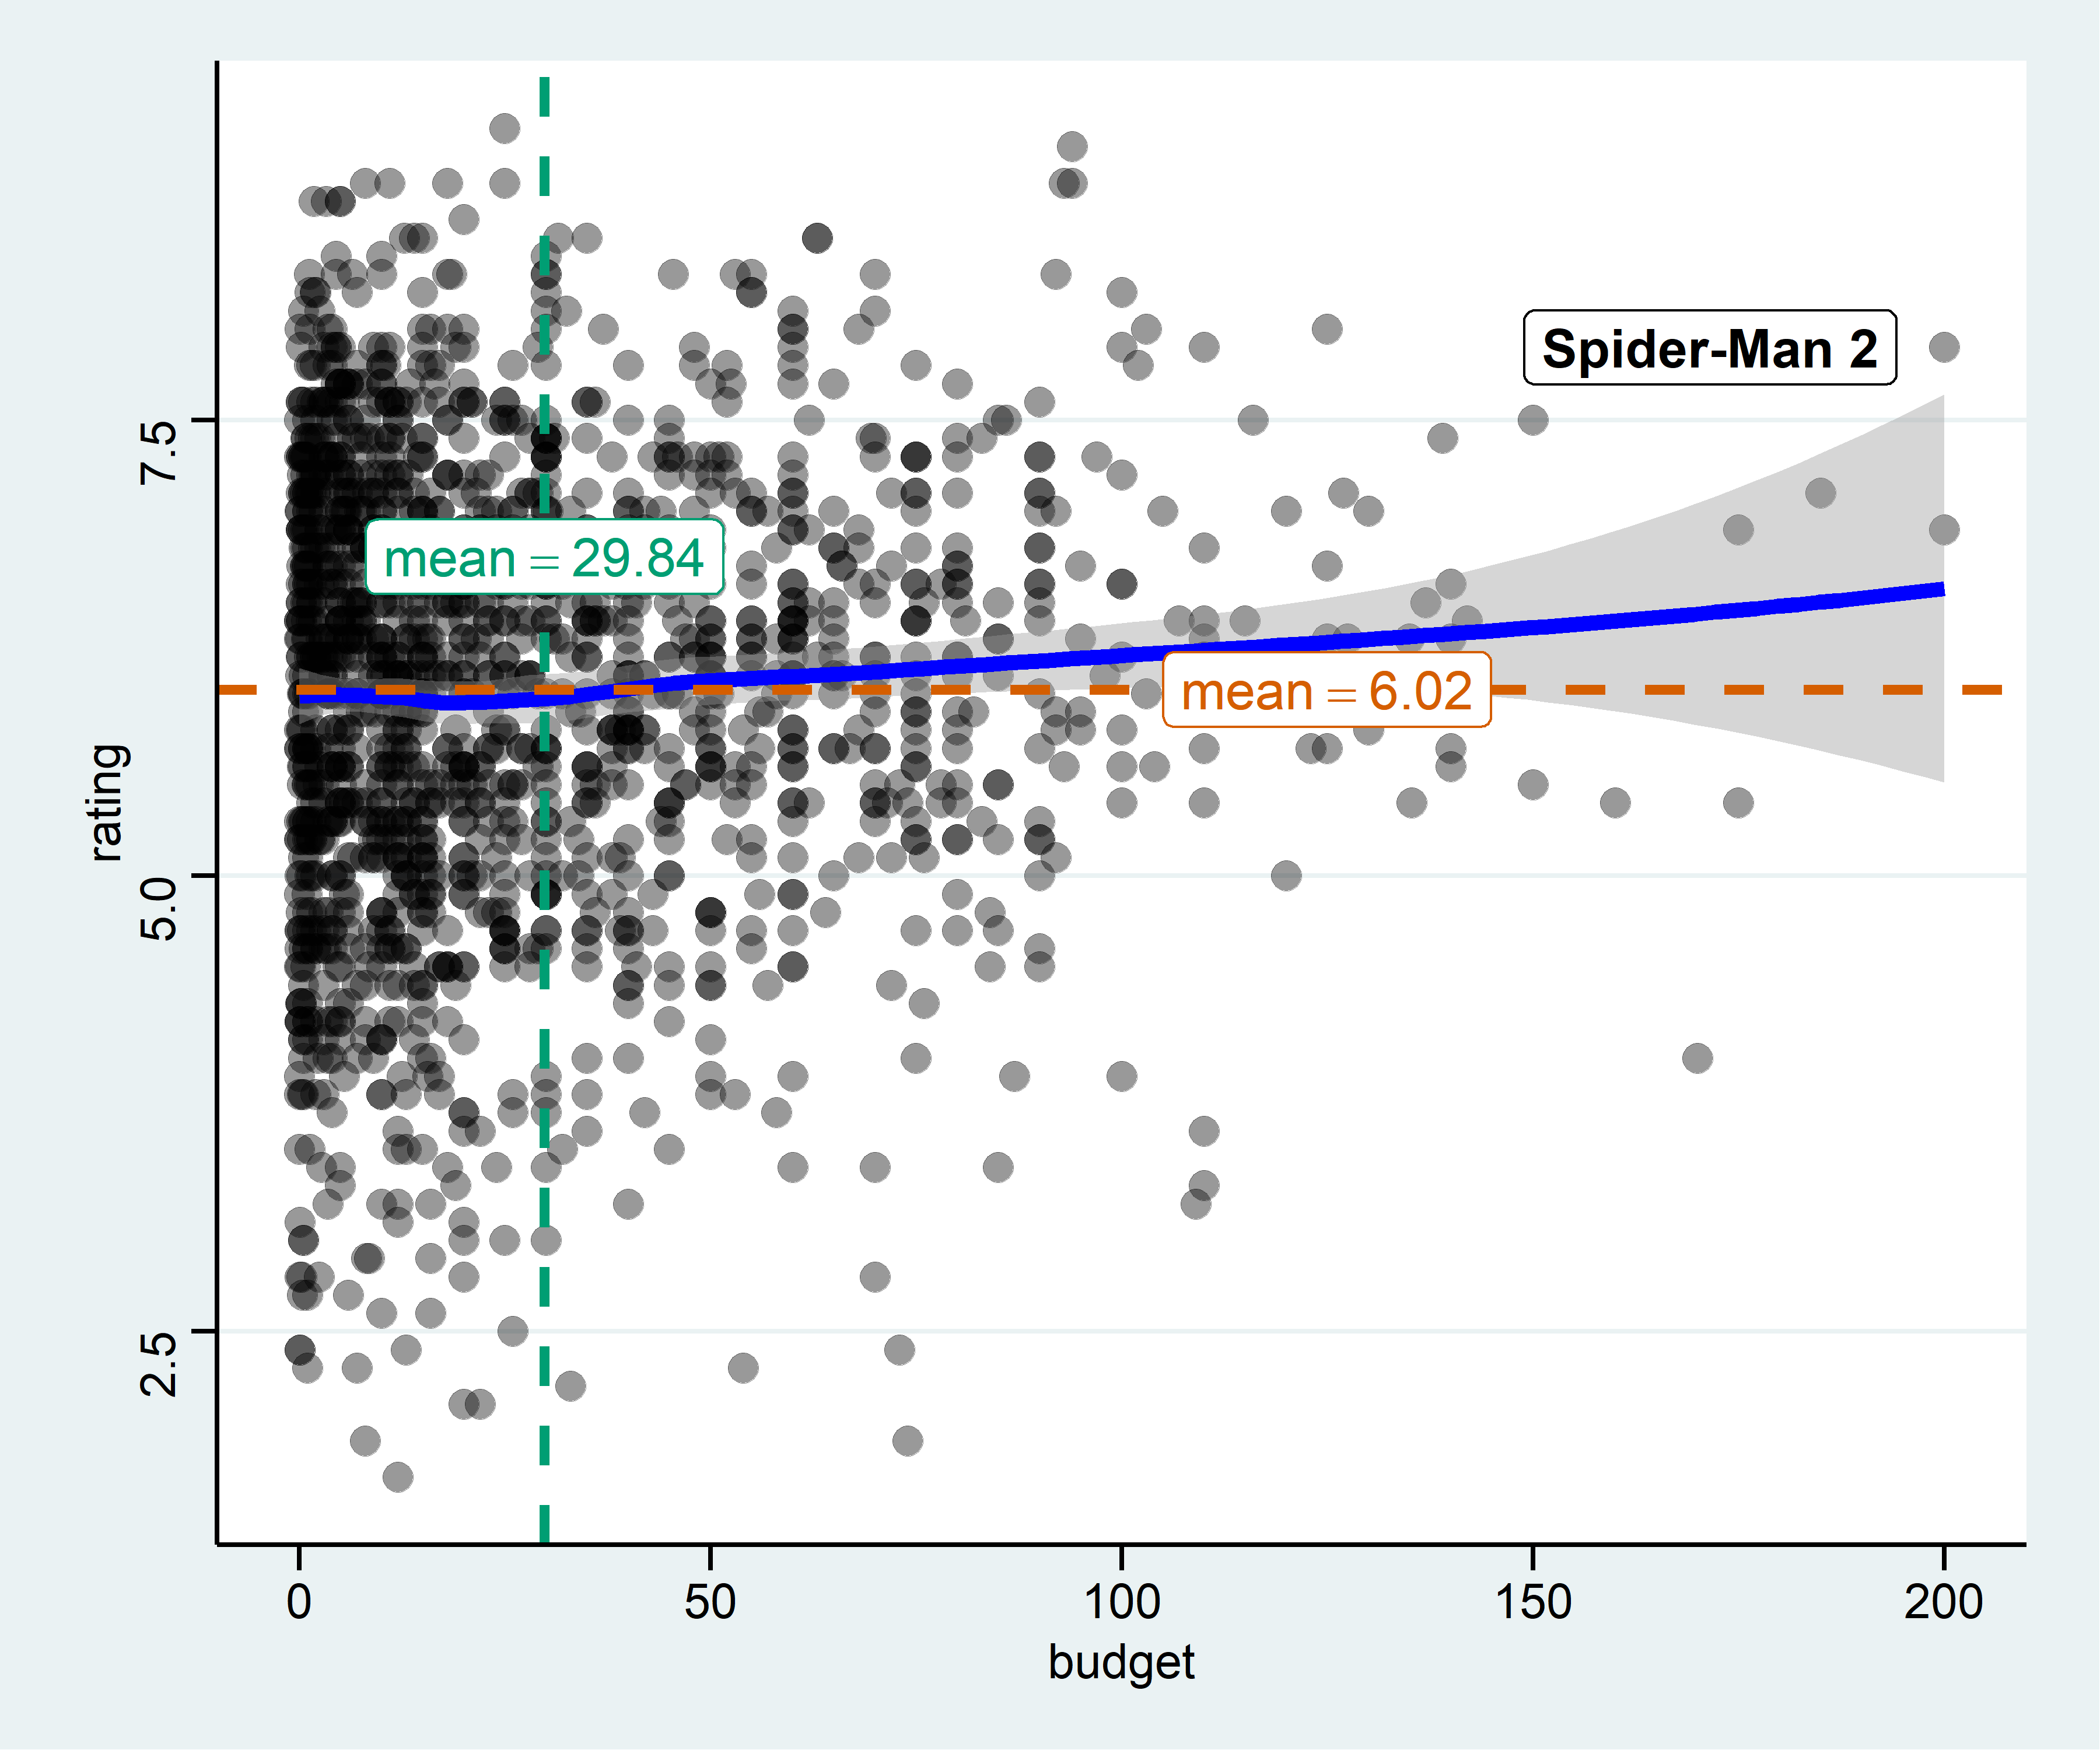 Spider-Man 2
7.5
mean = 29.84
mean = 6.02
rating
5.0
2.5
0 50 100 150 200
budget